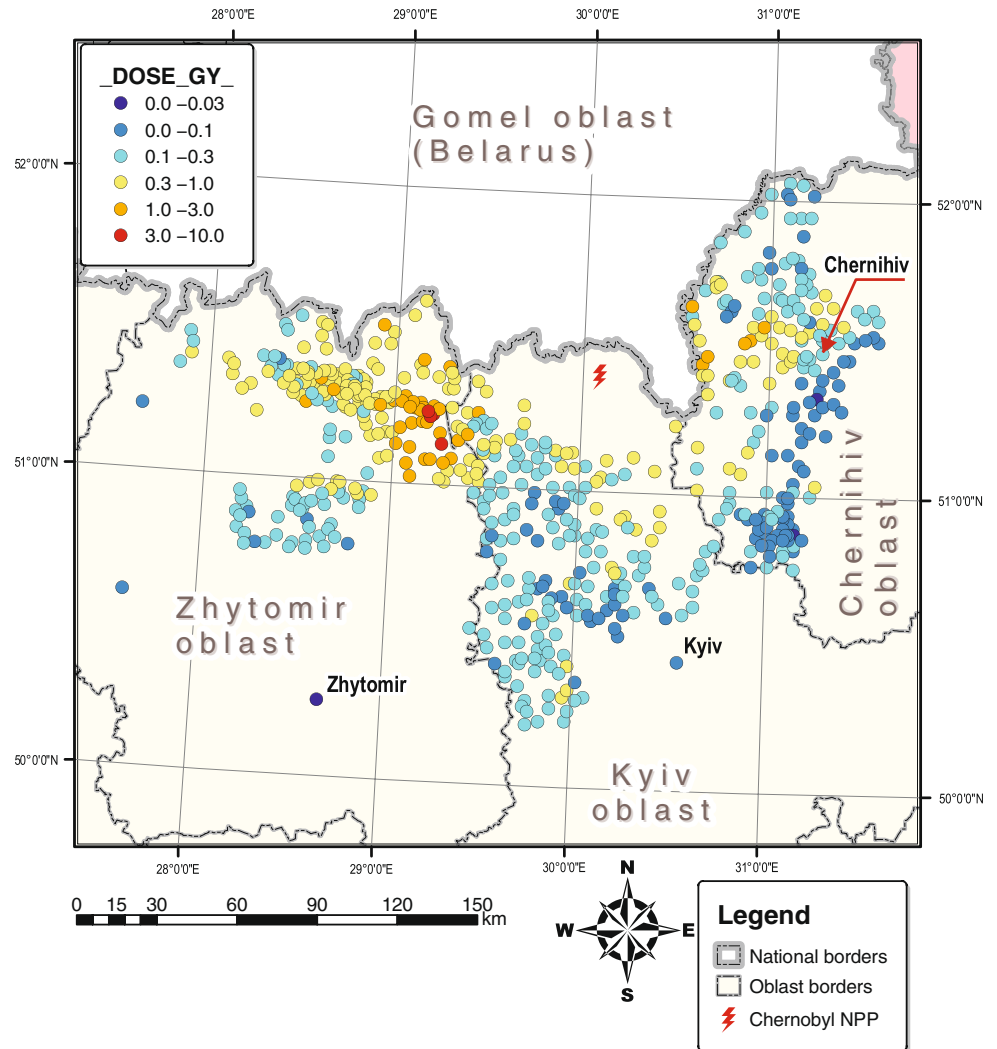 28°0'0"E
29°0'0"E
30°0'0"E
31°0'0"E
_DOSE_GY_
0.0 –0.03
0.0 –0.1
0.1 –0.3
0.3 –1.0
1.0 –3.0
3.0 –10.0
Gomel oblast
(Belarus)
52°0'0"N
52°0'0"N
Chernihiv
51°0'0"N
51°0'0"N
Chernihiv
oblast
Zhytomir
oblast
Kyiv
Zhytomir
50°0'0"N
50°0'0"N
Kyiv
oblast
28°0'0"E
29°0'0"E
30°0'0"E
31°0'0"E
0 15 30 60 90 120 150
km
N
W
E
S
Legend
National borders
Oblast borders
Chernobyl NPP